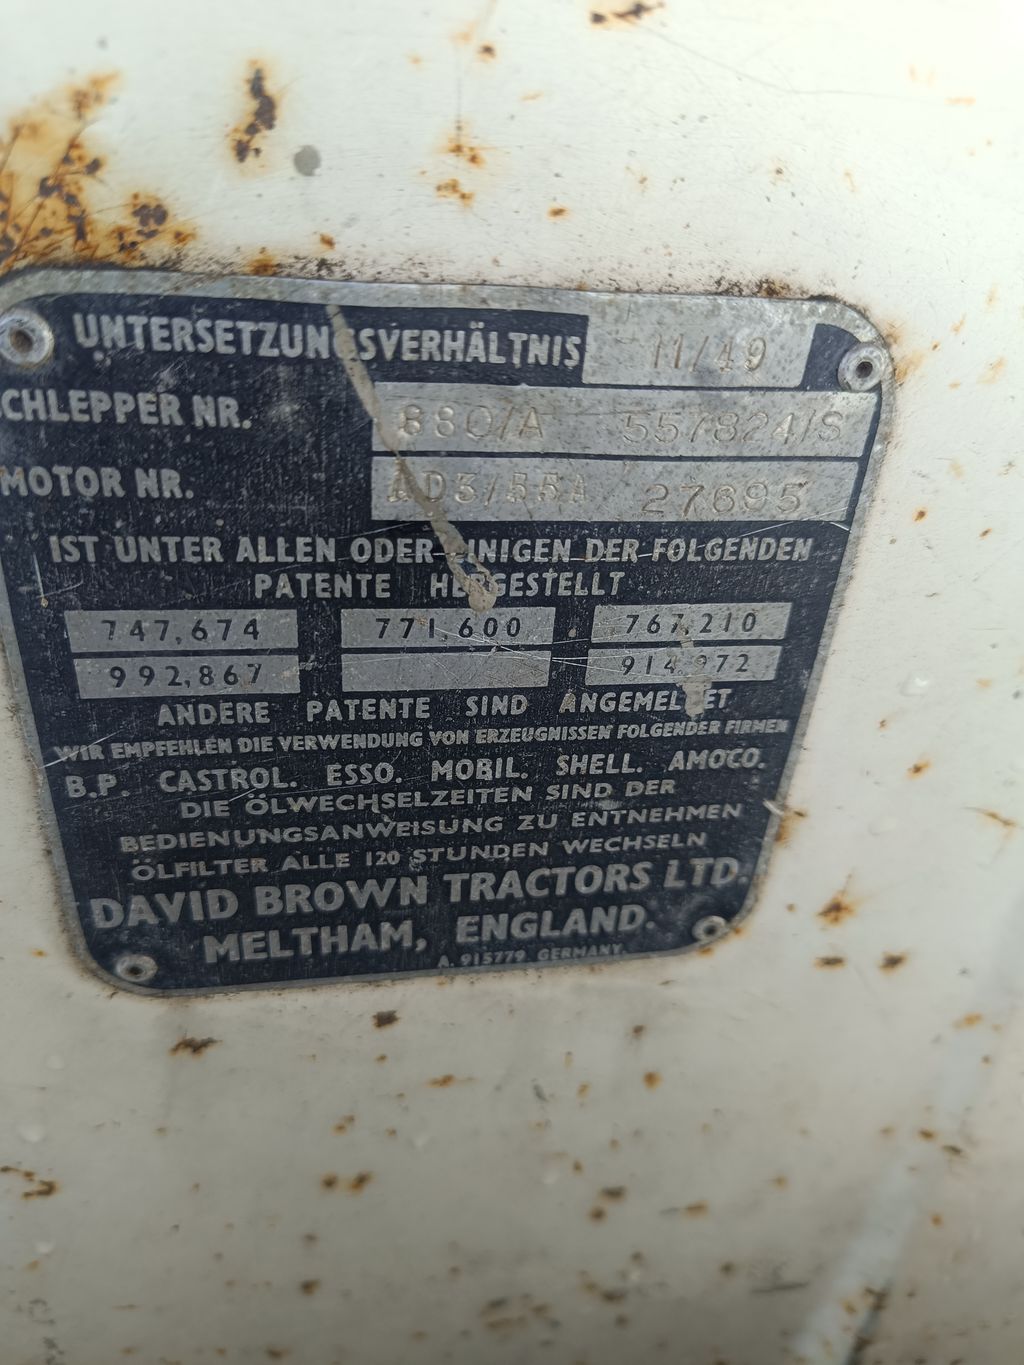 UNTERSETZUNGSVERHÄLTNIS 11/49
CHLEPPER NR. 880/A 557824/S
MOTOR NR. AD3/55A 27695
IST UNTER ALLEN ODER EINIGEN DER FOLGENDEN
PATENTE HERGESTELLT
747,674 771,600 767,210
992,867 914,972
ANDERE PATENTE SIND ANGEMELDET
WIR EMPFEHLEN DIE VERWENDUNG VON ERZEUGNISSEN FOLGENDER FIRMEN
B.P. CASTROL. ESSO. MOBIL. SHELL. AMOCO.
DIE ÖLWECHSELZEITEN SIND DER
BEDIENUNGSANWEISUNG ZU ENTNEHMEN
ÖLFILTER ALLE 120 STUNDEN WECHSELN
DAVID BROWN TRACTORS LTD.
MELTHAM, ENGLAND.
A. 915779 GERMANY.